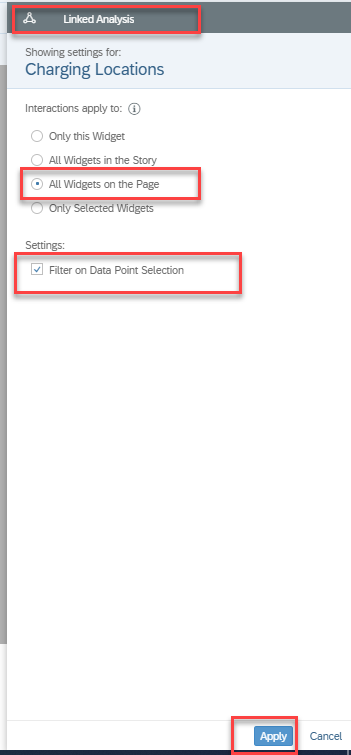 Linked Analysis
Showing settings for:
Charging Locations
Interactions apply to:
Only this Widget
All Widgets in the Story
All Widgets on the Page
Only Selected Widgets
Settings:
Filter on Data Point Selection
Apply Cancel